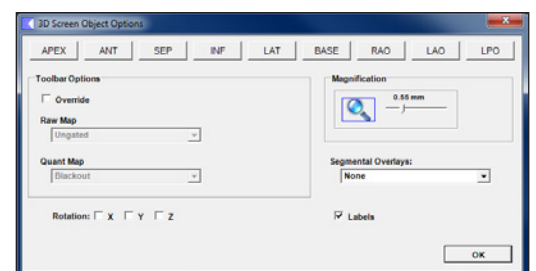 3D Screen Object Options
APEX ANT SEP INF LAT BASE RAO LAO LPO
Toolbar Options
Override
Raw Map
Ungated
Quant Map
Blackout
Magnification
0.55 mm
Segmental Overlays:
None
Rotation: X Y Z
Labels
OK